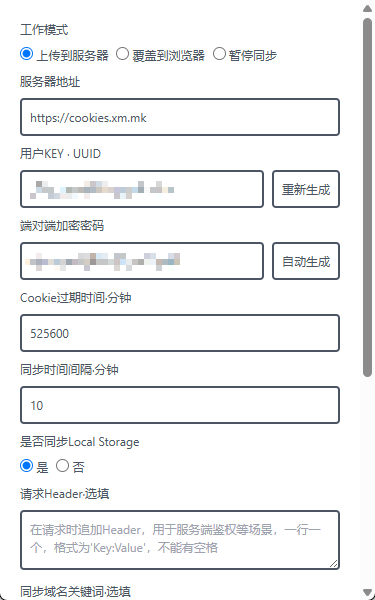 工作模式
上传到服务器 覆盖到浏览器 暂停同步
服务器地址
https://cookies.xm.mk
用户KEY · UUID
重新生成
端对端加密密码
自动生成
Cookie过期时间·分钟
525600
同步时间间隔·分钟
10
是否同步Local Storage
是 否
请求Header·选填
在请求时追加Header，用于服务端鉴权等场景，一行一
个，格式为'Key:Value'，不能有空格
同步域名关键词·选填